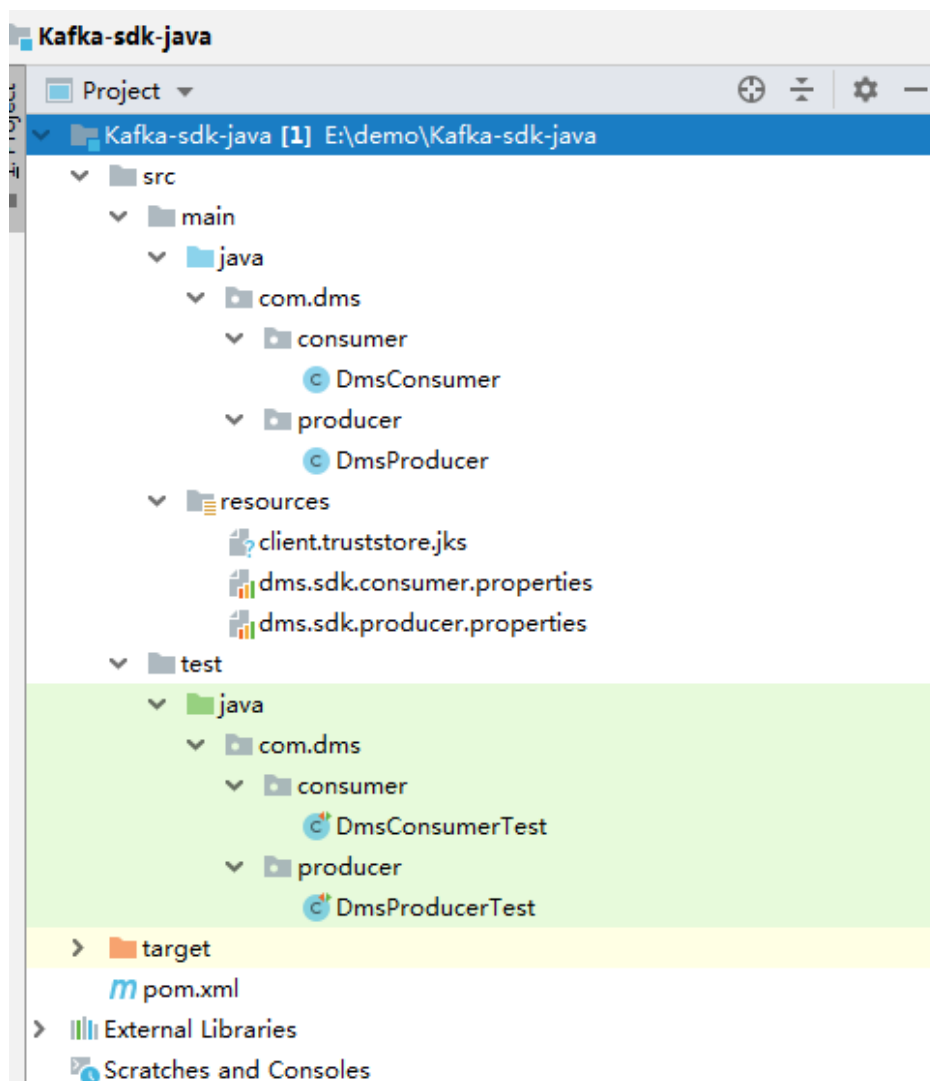 Kafka-sdk-java
Project
Kafka-sdk-java [1] E:\demo\Kafka-sdk-java
src
main
java
com.dms
consumer
DmsConsumer
producer
DmsProducer
resources
client.truststore.jks
dms.sdk.consumer.properties
dms.sdk.producer.properties
test
java
com.dms
consumer
DmsConsumerTest
producer
DmsProducerTest
target
pom.xml
External Libraries
Scratches and Consoles